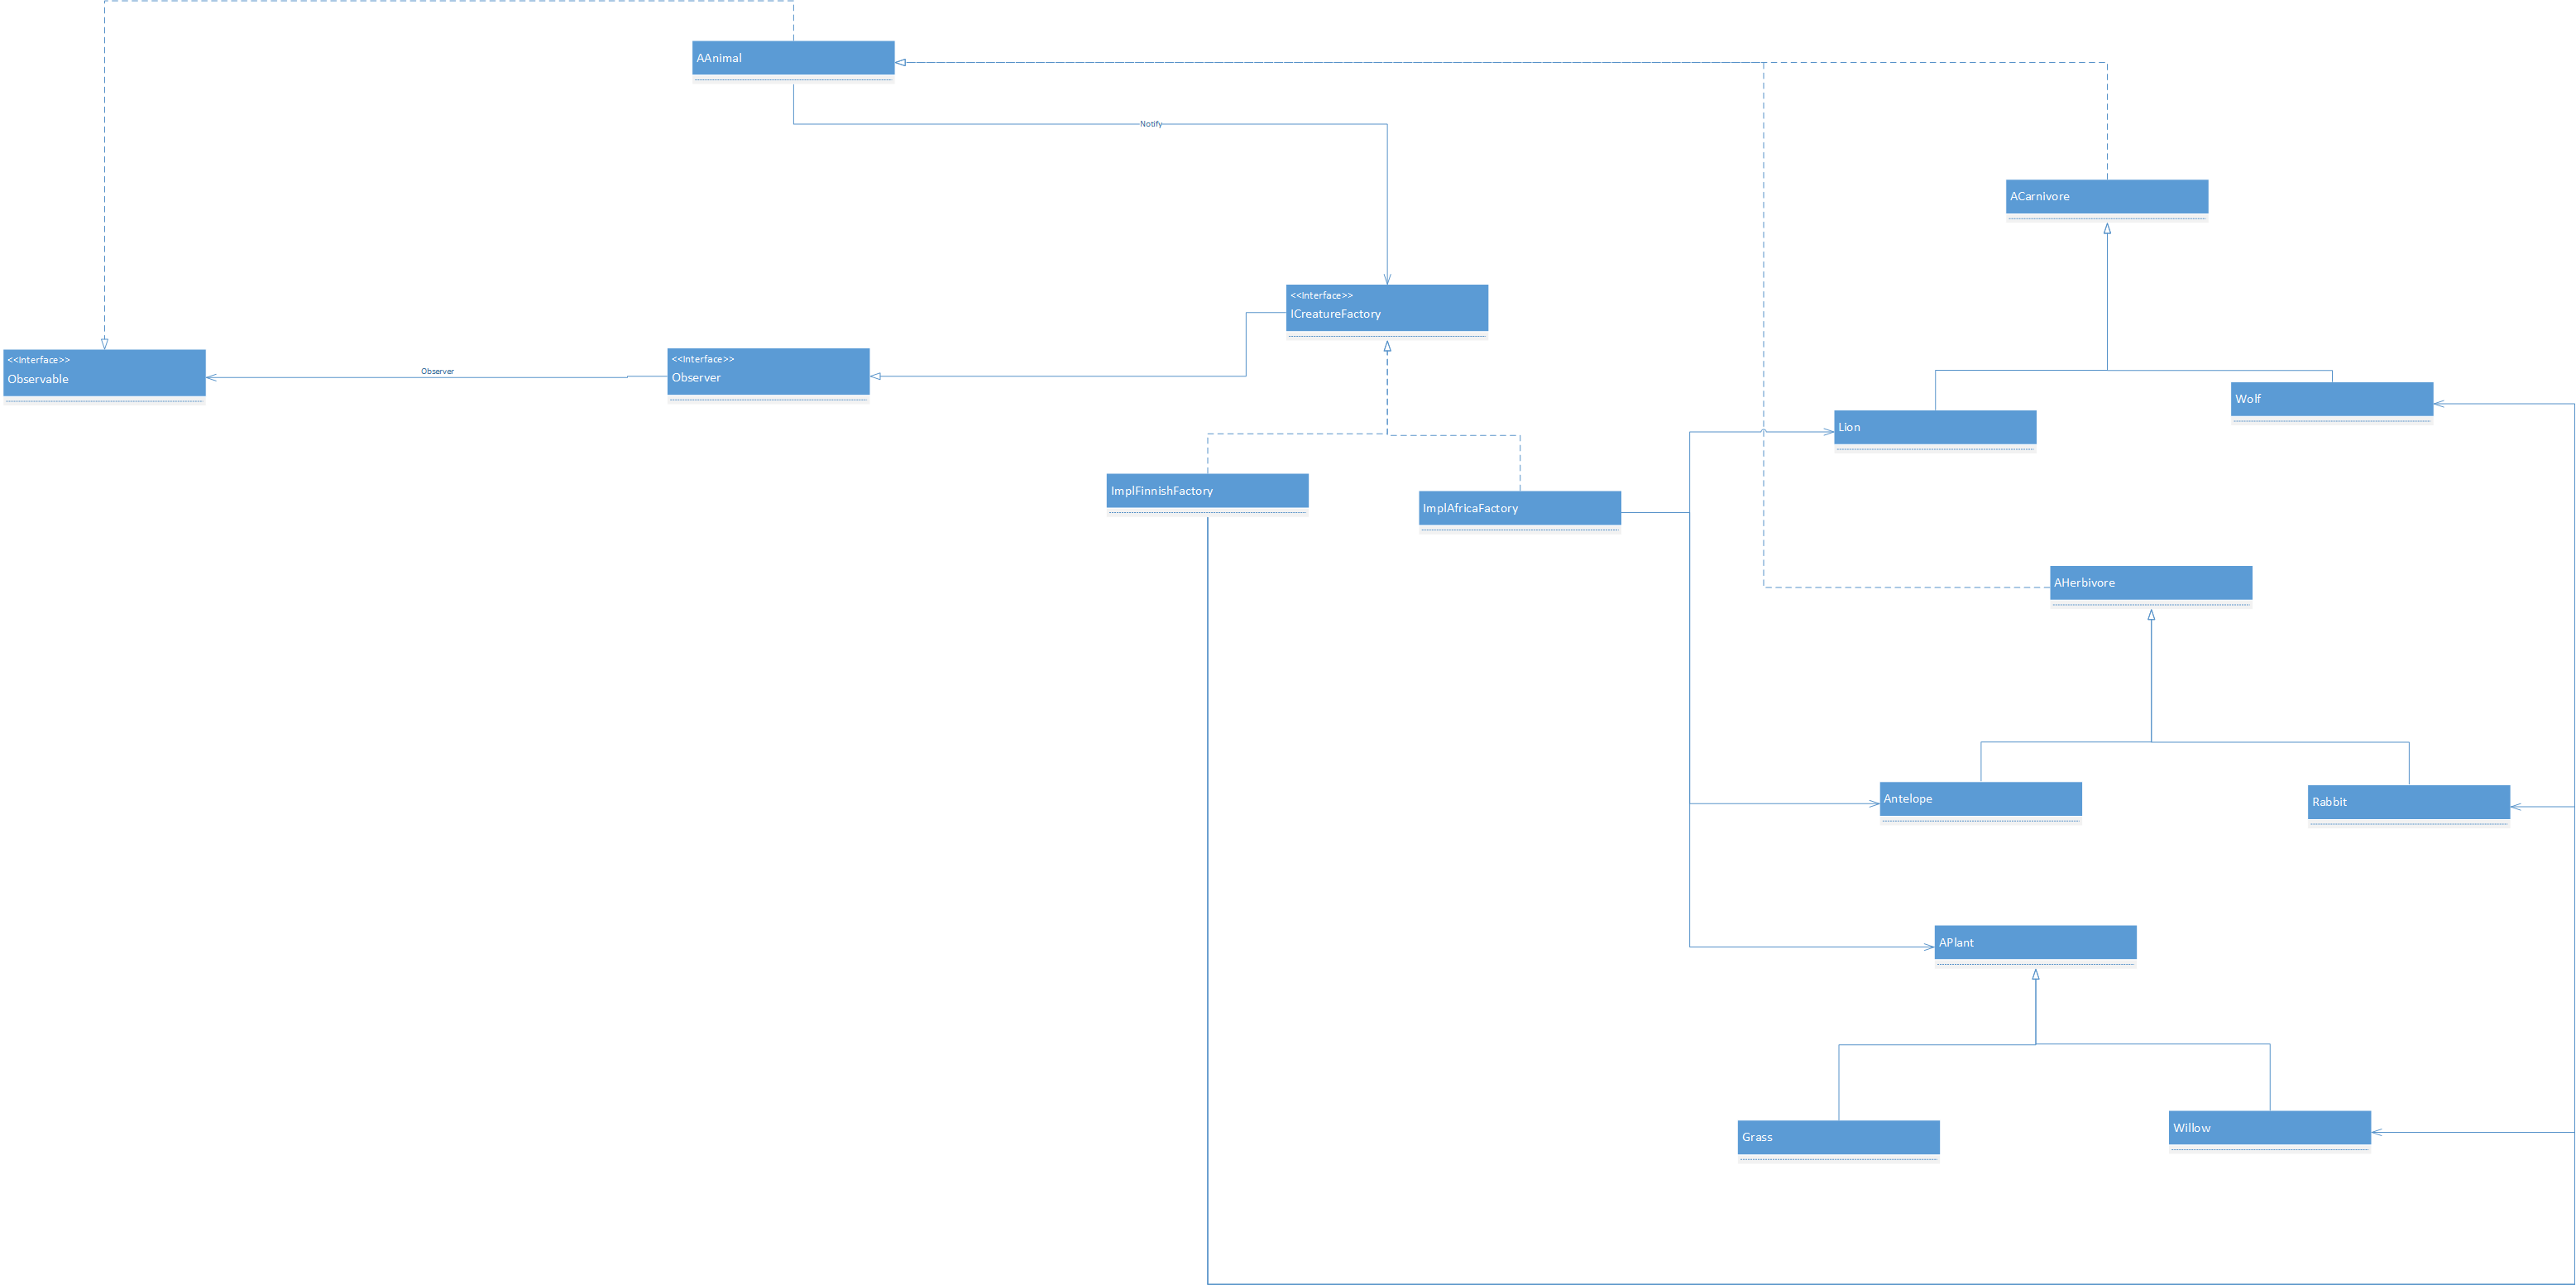 AAnimal
Notify
ACarnivore
<<Interface>>
ICreatureFactory
<<Interface>>
Observable
Observer
<<Interface>>
Observer
Wolf
Lion
ImplFinnishFactory
ImplAfricaFactory
AHerbivore
Antelope
Rabbit
APlant
Grass
Willow